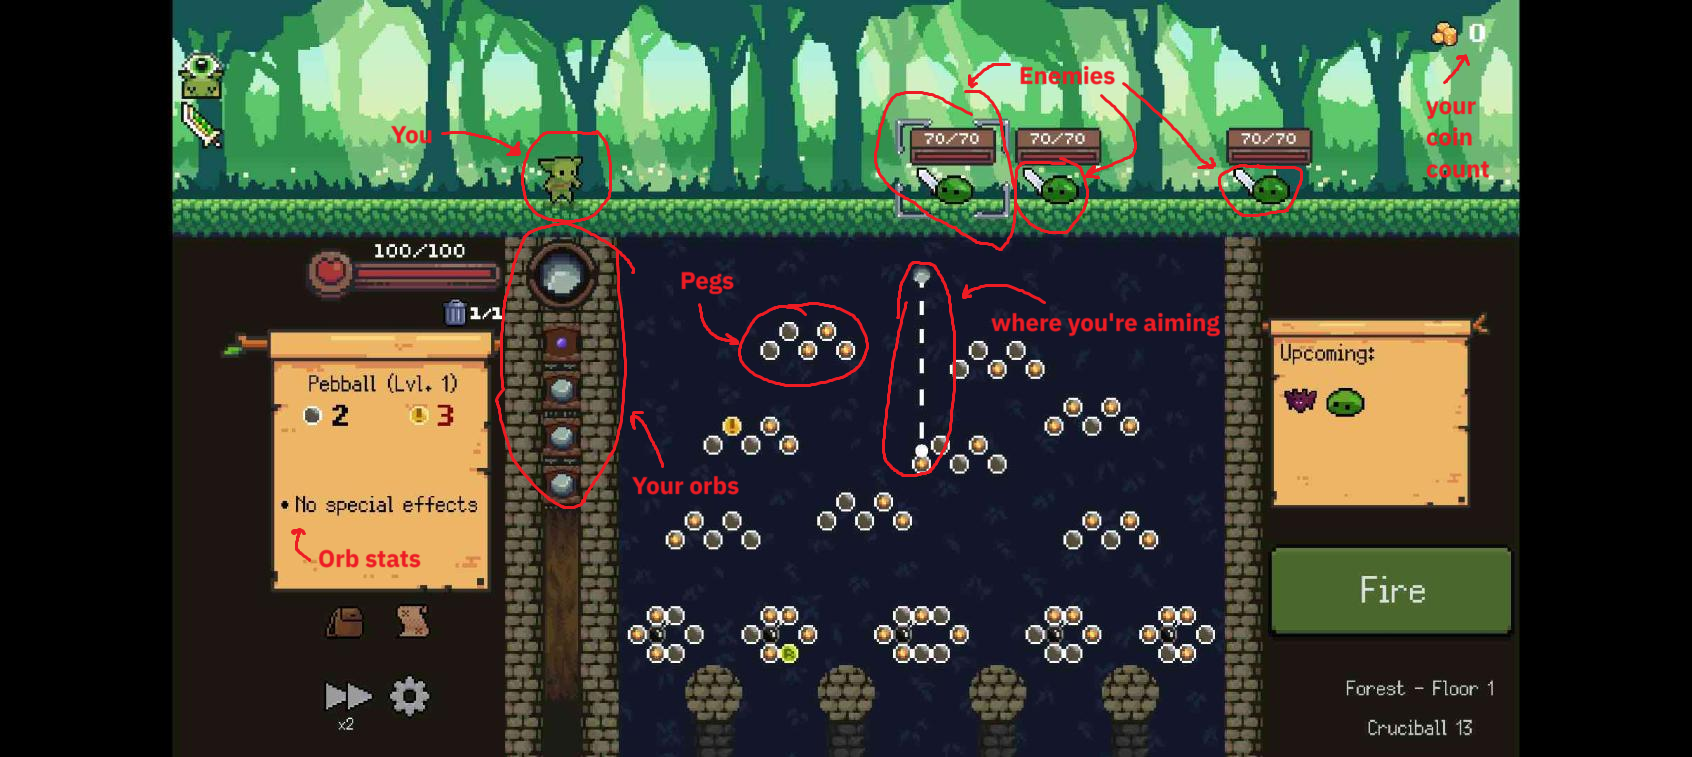 0
Enemies
your
coin
count
You
70/70
70/70
70/70
100/100
1/1
Pegs
where you're aiming
Pebball (Lvl. 1)
2 3
• No special effects
Orb stats
Your orbs
Upcoming:
Fire
x2
Forest - Floor 1
Cruciball 13